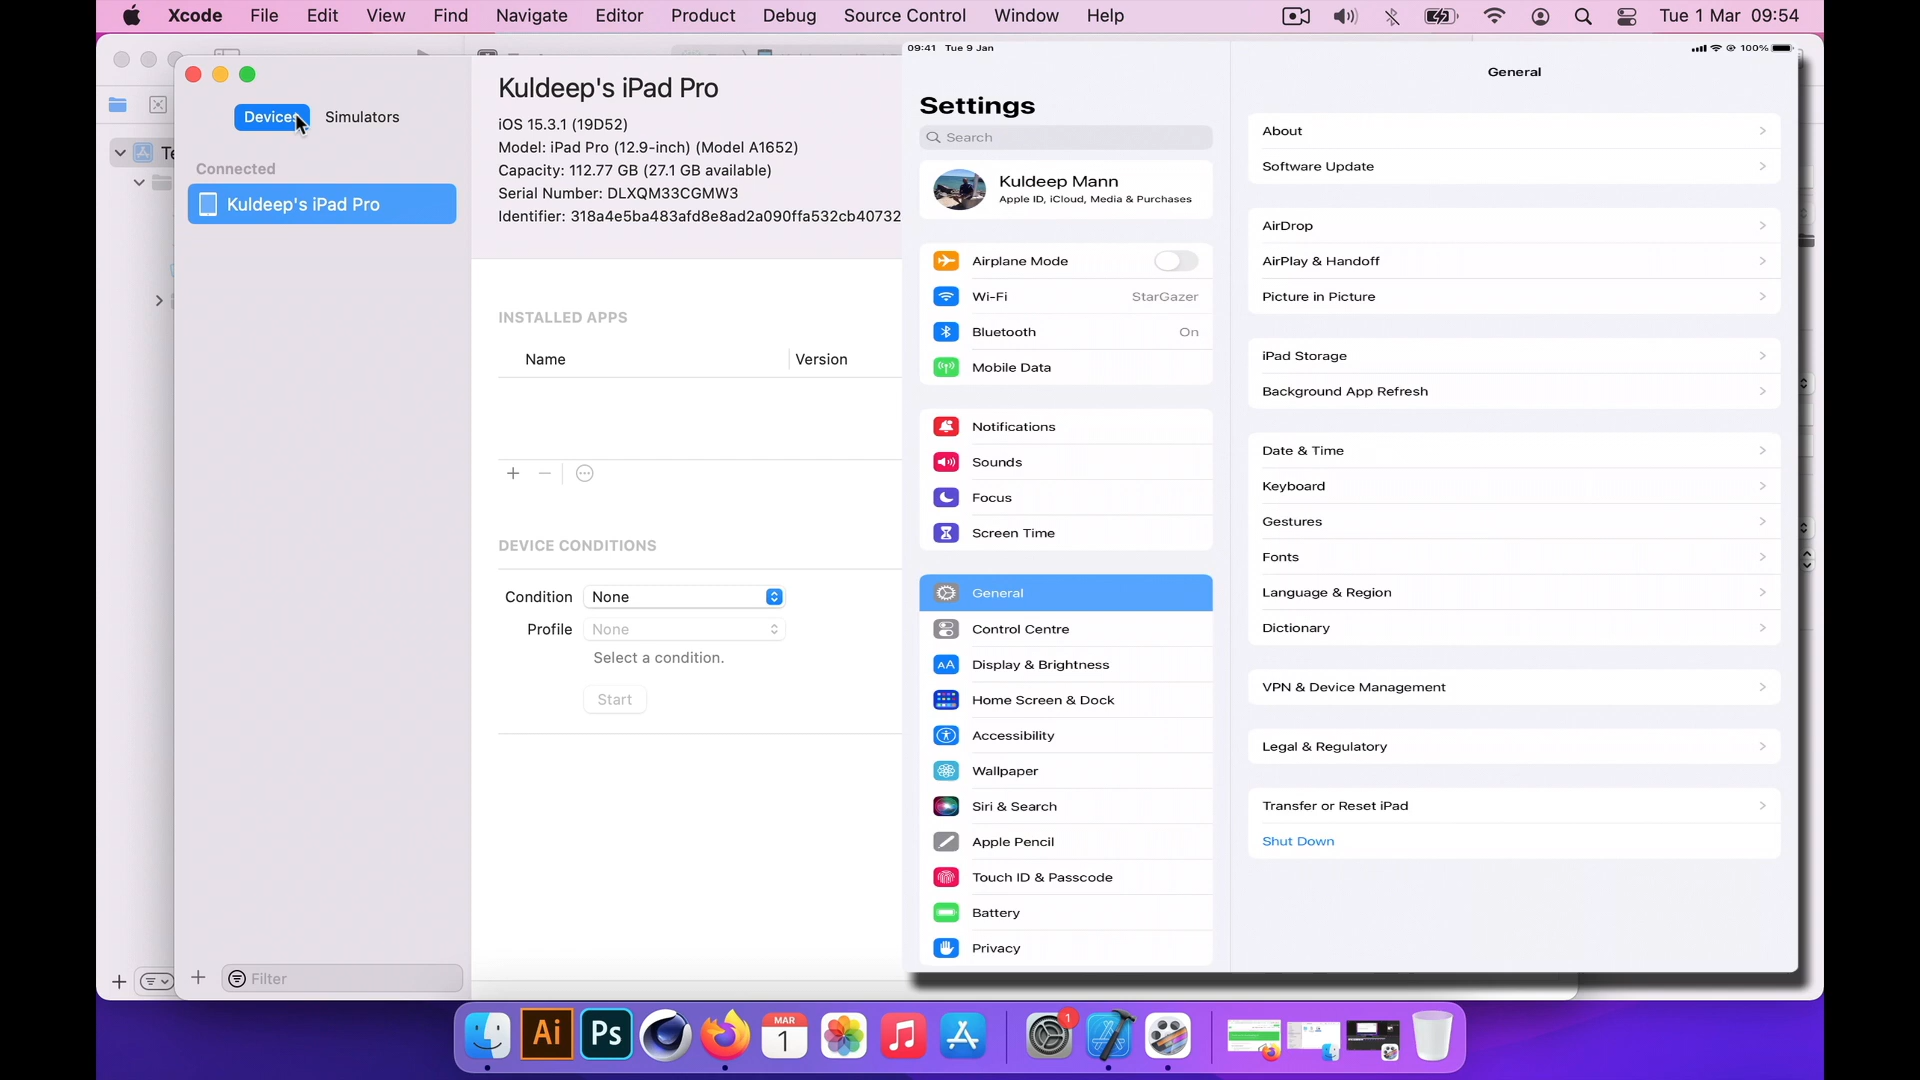 Xcode File Edit View Find Navigate Editor Product Debug Source Control Window Help Tue 1 Mar 09:54
Devices Simulators
Connected
Kuldeep's iPad Pro
Filter
Kuldeep's iPad Pro
iOS 15.3.1 (19D52)
Model: iPad Pro (12.9-inch) (Model A1652)
Capacity: 112.77 GB (27.1 GB available)
Serial Number: DLXQM33CGMW3
Identifier: 318a4e5ba483afd8e8ad2a090ffa532cb40732
INSTALLED APPS
Name Version
DEVICE CONDITIONS
Condition None
Profile None
Select a condition.
Start
09:41 Tue 9 Jan
100%
Settings
Search
Kuldeep Mann
Apple ID, iCloud, Media & Purchases
Airplane Mode
Wi-Fi StarGazer
Bluetooth On
Mobile Data
Notifications
Sounds
Focus
Screen Time
General
Control Centre
AA Display & Brightness
Home Screen & Dock
Accessibility
Wallpaper
Siri & Search
Apple Pencil
Touch ID & Passcode
Battery
Privacy
General
About
Software Update
AirDrop
AirPlay & Handoff
Picture in Picture
iPad Storage
Background App Refresh
Date & Time
Keyboard
Gestures
Fonts
Language & Region
Dictionary
VPN & Device Management
Legal & Regulatory
Transfer or Reset iPad
Shut Down
Ai Ps MAR 1 1